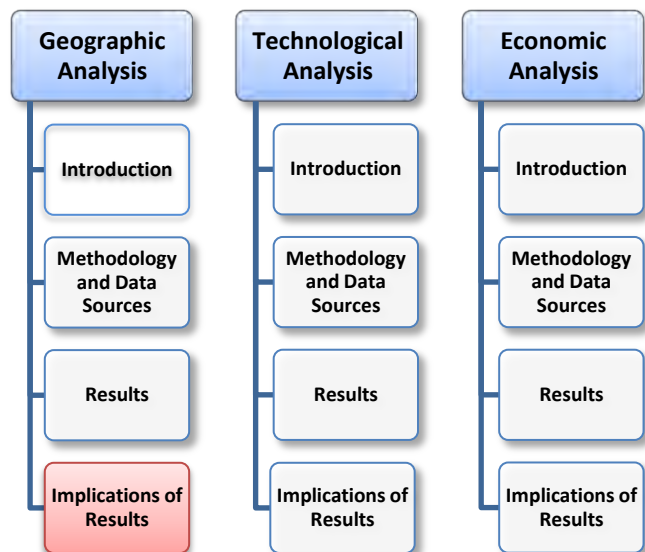 Geographic
Analysis
Introduction
Methodology
and Data
Sources
Results
Implications of
Results
Technological
Analysis
Introduction
Methodology
and Data
Sources
Results
Implications of
Results
Economic
Analysis
Introduction
Methodology
and Data
Sources
Results
Implications of
Results